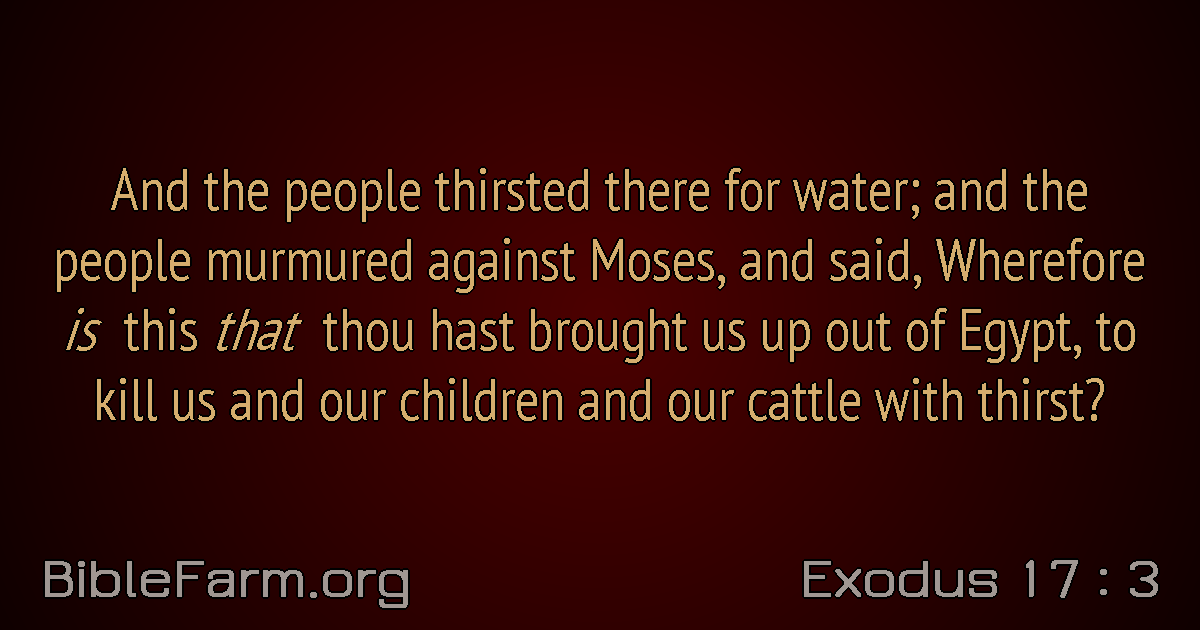 And the people thirsted there for water; and the
people murmured against Moses, and said, Wherefore
is this that thou hast brought us up out of Egypt, to
kill us and our children and our cattle with thirst?
BibleFarm.org
Exodus 17 : 3